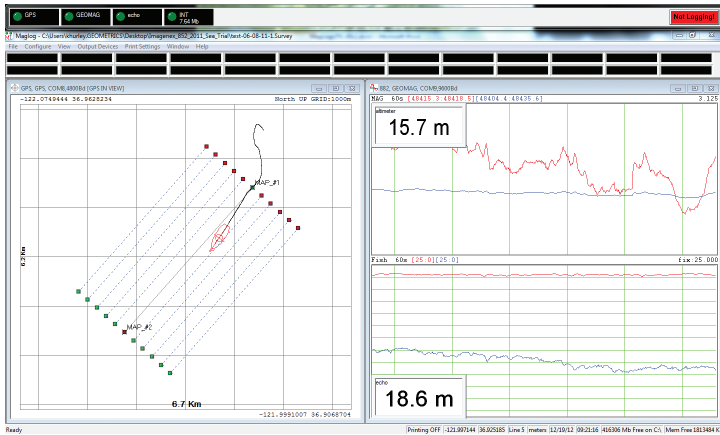 GPS GEOMAG echo INT 7.64 Mb Not Logging!
Maglog - C:\Users\khurley.GEOMETRICS\Desktop\Imagenex_852_2011_Sea_Trial\test-06-08-11-1.Survey
File Configure View Output Devices Print Settings Window Help
GPS, GPS, COM8,4800Bd [GPS IN VIEW]
-122.0749444 36.9628234 North UP GRID:1000m
MAP_#1
MAP_#2
6.2 Km
6.7 Km
-121.9991007 36.9068704
882, GEOMAG, COM9,9600Bd
MAG 60s [48415.3:48418.5][48404.4:48435.6] 3.125
altimeter
15.7 m
Fish 60s [25:0][25:0] fix:25.000
echo
18.6 m
Ready Printing OFF -121.997144 36.925185 Line 5 meters 12/19/12 09:21:16 416306 Mb Free on C:\ Mem Free 1813484 K